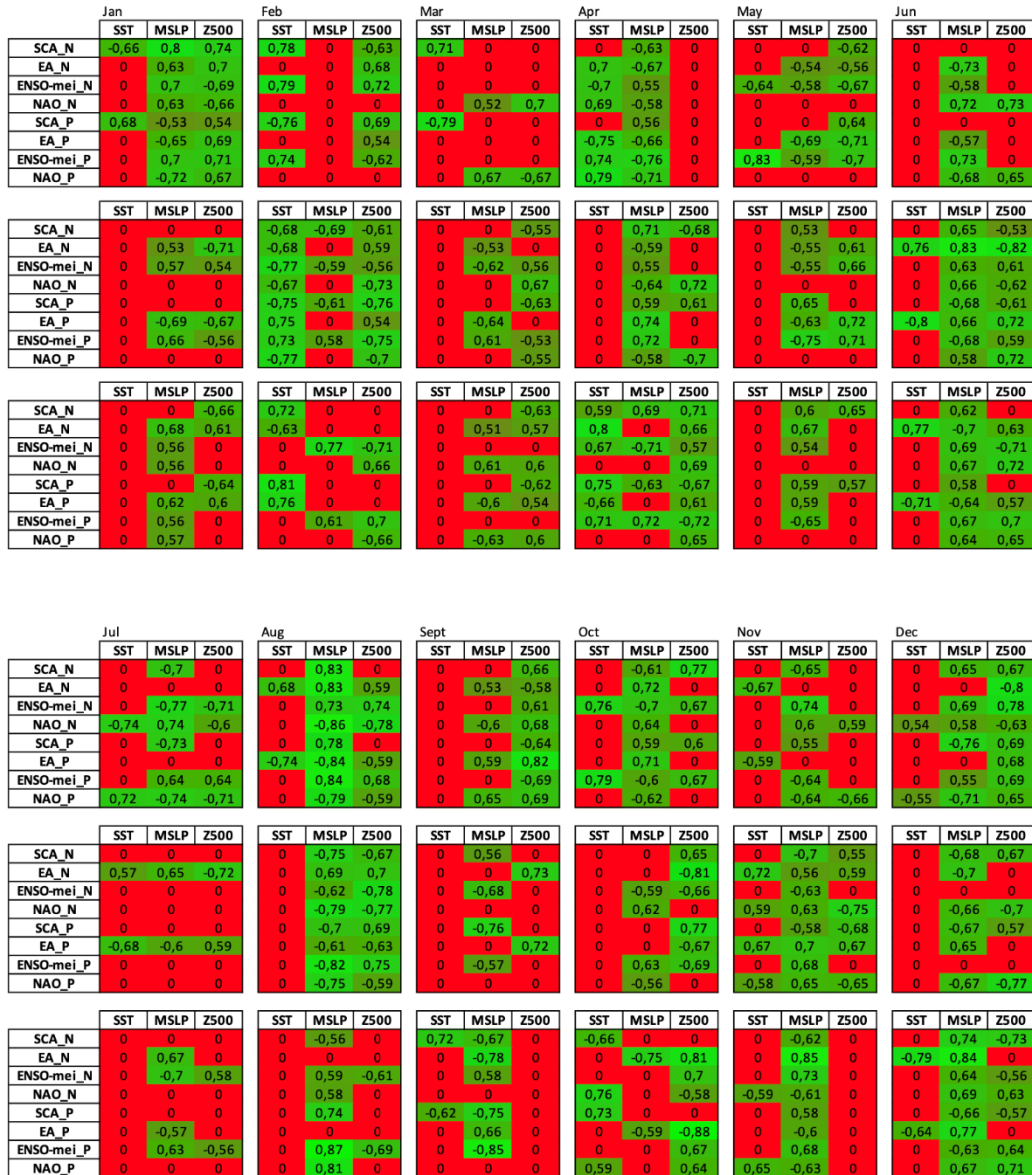 Jan Feb Mar Apr May Jun
SST MSLP Z500 SST MSLP Z500 SST MSLP Z500 SST MSLP Z500 SST MSLP Z500 SST MSLP Z500
SCA_N -0,66 0,8 0,74 0,78 0 -0,63 0,71 0 0 0 -0,63 0 0 0 -0,62 0 0 0
EA_N 0 0,63 0,7 0 0 0,68 0 0 0 0,7 -0,67 0 0 -0,54 -0,56 0 -0,73 0
ENSO-mei_N 0 0,7 -0,69 0,79 0 0,72 0 0 0 -0,7 0,55 0 -0,64 -0,58 -0,67 0 -0,58 0
NAO_N 0 0,63 -0,66 0 0 0 0 0,52 0,7 0,69 -0,58 0 0 0 0 0 0,72 0,73
SCA_P 0,68 -0,53 0,54 -0,76 0 0,69 -0,79 0 0 0 0,56 0 0 0 0,64 0 0 0
EA_P 0 -0,65 0,69 0 0 0,54 0 0 0 -0,75 -0,66 0 0 -0,69 -0,71 0 -0,57 0
ENSO-mei_P 0 0,7 0,71 0,74 0 -0,62 0 0 0 0,74 -0,76 0 0,83 -0,59 -0,7 0 0,73 0
NAO_P 0 -0,72 0,67 0 0 0 0 0,67 -0,67 0,79 -0,71 0 0 0 0 0 -0,68 0,65
SST MSLP Z500 SST MSLP Z500 SST MSLP Z500 SST MSLP Z500 SST MSLP Z500 SST MSLP Z500
SCA_N 0 0 0 -0,68 -0,69 -0,61 0 0 -0,55 0 0,71 -0,68 0 0,53 0 0 0,65 -0,53
EA_N 0 0,53 -0,71 -0,68 0 0,59 0 -0,53 0 0 -0,59 0 0 -0,55 0,61 0,76 0,83 -0,82
ENSO-mei_N 0 0,57 0,54 -0,77 -0,59 -0,56 0 -0,62 0,56 0 0,55 0 0 -0,55 0,66 0 0,63 0,61
NAO_N 0 0 0 -0,67 0 -0,73 0 0 0,67 0 -0,64 0,72 0 0 0 0 0,66 -0,62
SCA_P 0 0 0 -0,75 -0,61 -0,76 0 0 -0,63 0 0,59 0,61 0 0,65 0 0 -0,68 -0,61
EA_P 0 -0,69 -0,67 0,75 0 0,54 0 -0,64 0 0 0,74 0 0 -0,63 0,72 -0,8 0,66 0,72
ENSO-mei_P 0 0,66 -0,56 0,73 0,58 -0,75 0 0,61 -0,53 0 0,72 0 0 -0,75 0,71 0 -0,68 0,59
NAO_P 0 0 0 -0,77 0 -0,7 0 0 -0,55 0 -0,58 -0,7 0 0 0 0 0,58 0,72
SST MSLP Z500 SST MSLP Z500 SST MSLP Z500 SST MSLP Z500 SST MSLP Z500 SST MSLP Z500
SCA_N 0 0 -0,66 0,72 0 0 0 0 -0,63 0,59 0,69 0,71 0 0,6 0,65 0 0,62 0
EA_N 0 0,68 0,61 -0,63 0 0 0 0,51 0,57 0,8 0 0,66 0 0,67 0 0,77 -0,7 0,63
ENSO-mei_N 0 0,56 0 0 0,77 -0,71 0 0 0 0,67 -0,71 0,57 0 0,54 0 0 0,69 -0,71
NAO_N 0 0,56 0 0 0 0,66 0 0,61 0,6 0 0 0,69 0 0 0 0 0,67 0,72
SCA_P 0 0 -0,64 0,81 0 0 0 0 -0,62 0,75 -0,63 -0,67 0 0,59 0,57 0 0,58 0
EA_P 0 0,62 0,6 0,76 0 0 0 -0,6 0,54 -0,66 0 0,61 0 0,59 0 -0,71 -0,64 0,57
ENSO-mei_P 0 0,56 0 0 0,61 0,7 0 0 0 0,71 0,72 -0,72 0 -0,65 0 0 0,67 0,7
NAO_P 0 0,57 0 0 0 -0,66 0 -0,63 0,6 0 0 0,65 0 0 0 0 0,64 0,65
Jul Aug Sept Oct Nov Dec
SST MSLP Z500 SST MSLP Z500 SST MSLP Z500 SST MSLP Z500 SST MSLP Z500 SST MSLP Z500
SCA_N 0 -0,7 0 0 0,83 0 0 0 0,66 0 -0,61 0,77 0 -0,65 0 0 0,65 0,67
EA_N 0 0 0 0,68 0,83 0,59 0 0,53 -0,58 0 0,72 0 -0,67 0 0 0 0 -0,8
ENSO-mei_N 0 -0,77 -0,71 0 0,73 0,74 0 0 0,61 0,76 -0,7 0,67 0 0,74 0 0 0,69 0,78
NAO_N -0,74 0,74 -0,6 0 -0,86 -0,78 0 -0,6 0,68 0 0,64 0 0 0,6 0,59 0,54 0,58 -0,63
SCA_P 0 -0,73 0 0 0,78 0 0 0 -0,64 0 0,59 0,6 0 0,55 0 0 -0,76 0,69
EA_P 0 0 0 -0,74 -0,84 -0,59 0 0,59 0,82 0 0,71 0 -0,59 0 0 0 0 0,68
ENSO-mei_P 0 0,64 0,64 0 0,84 0,68 0 0 -0,69 0,79 -0,6 0,67 0 -0,64 0 0 0,55 0,69
NAO_P 0,72 -0,74 -0,71 0 -0,79 -0,59 0 0,65 0,69 0 -0,62 0 0 -0,64 -0,66 -0,55 -0,71 0,65
SST MSLP Z500 SST MSLP Z500 SST MSLP Z500 SST MSLP Z500 SST MSLP Z500 SST MSLP Z500
SCA_N 0 0 0 0 -0,75 -0,67 0 0,56 0 0 0 0,65 0 -0,7 0,55 0 -0,68 0,67
EA_N 0,57 0,65 -0,72 0 0,69 0,7 0 0 0,73 0 0 -0,81 0,72 0,56 0,59 0 -0,7 0
ENSO-mei_N 0 0 0 0 -0,62 -0,78 0 -0,68 0 0 -0,59 -0,66 0 -0,63 0 0 0 0
NAO_N 0 0 0 0 -0,79 -0,77 0 0 0 0 0,62 0 0,59 0,63 -0,75 0 -0,66 -0,7
SCA_P 0 0 0 0 -0,7 0,69 0 -0,76 0 0 0 0,77 0 -0,58 -0,68 0 -0,67 0,57
EA_P -0,68 -0,6 0,59 0 -0,61 -0,63 0 0 0,72 0 0 -0,67 0,67 0,7 0,67 0 0,65 0
ENSO-mei_P 0 0 0 0 -0,82 0,75 0 -0,57 0 0 0,63 -0,69 0 0,68 0 0 0 0
NAO_P 0 0 0 0 -0,75 -0,59 0 0 0 0 -0,56 0 -0,58 0,65 -0,65 0 -0,67 -0,77
SST MSLP Z500 SST MSLP Z500 SST MSLP Z500 SST MSLP Z500 SST MSLP Z500 SST MSLP Z500
SCA_N 0 0 0 0 -0,56 0 0,72 -0,67 0 -0,66 0 0 0 -0,62 0 0 0,74 -0,73
EA_N 0 0,67 0 0 0 0 0 -0,78 0 0 -0,75 0,81 0 0,85 0 -0,79 0,84 0
ENSO-mei_N 0 -0,7 0,58 0 0,59 -0,61 0 0,58 0 0 0 0,7 0 0,73 0 0 0,64 -0,56
NAO_N 0 0 0 0 0,58 0 0 0 0 0,76 0 -0,58 -0,59 -0,61 0 0 0,69 0,63
SCA_P 0 0 0 0 0,74 0 -0,62 -0,75 0 0,73 0 0 0 0,58 0 0 -0,66 -0,57
EA_P 0 -0,57 0 0 0 0 0 0,66 0 0 -0,59 -0,88 0 -0,6 0 -0,64 0,77 0
ENSO-mei_P 0 0,63 -0,56 0 0,87 -0,69 0 -0,85 0 0 0 0,67 0 0,68 0 0 -0,63 0,64
NAO_P 0 0 0 0 0,81 0 0 0 0 0,59 0 0,64 0,65 -0,63 0 0 0,67 0,71